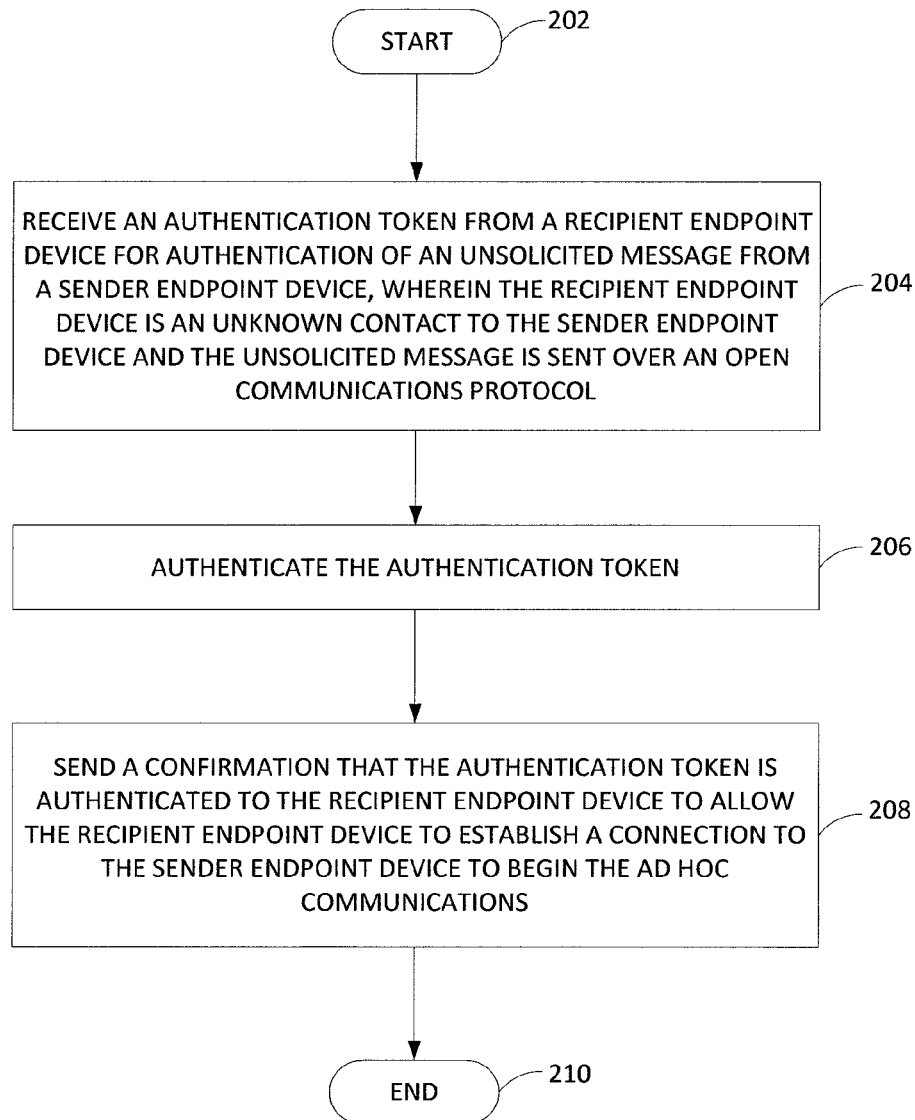 START
202
RECEIVE AN AUTHENTICATION TOKEN FROM A RECIPIENT ENDPOINT
DEVICE FOR AUTHENTICATION OF AN UNSOLICITED MESSAGE FROM
A SENDER ENDPOINT DEVICE, WHEREIN THE RECIPIENT ENDPOINT
DEVICE IS AN UNKNOWN CONTACT TO THE SENDER ENDPOINT
DEVICE AND THE UNSOLICITED MESSAGE IS SENT OVER AN OPEN
COMMUNICATIONS PROTOCOL
204
AUTHENTICATE THE AUTHENTICATION TOKEN
206
SEND A CONFIRMATION THAT THE AUTHENTICATION TOKEN IS
AUTHENTICATED TO THE RECIPIENT ENDPOINT DEVICE TO ALLOW
THE RECIPIENT ENDPOINT DEVICE TO ESTABLISH A CONNECTION TO
THE SENDER ENDPOINT DEVICE TO BEGIN THE AD HOC
COMMUNICATIONS
208
END
210